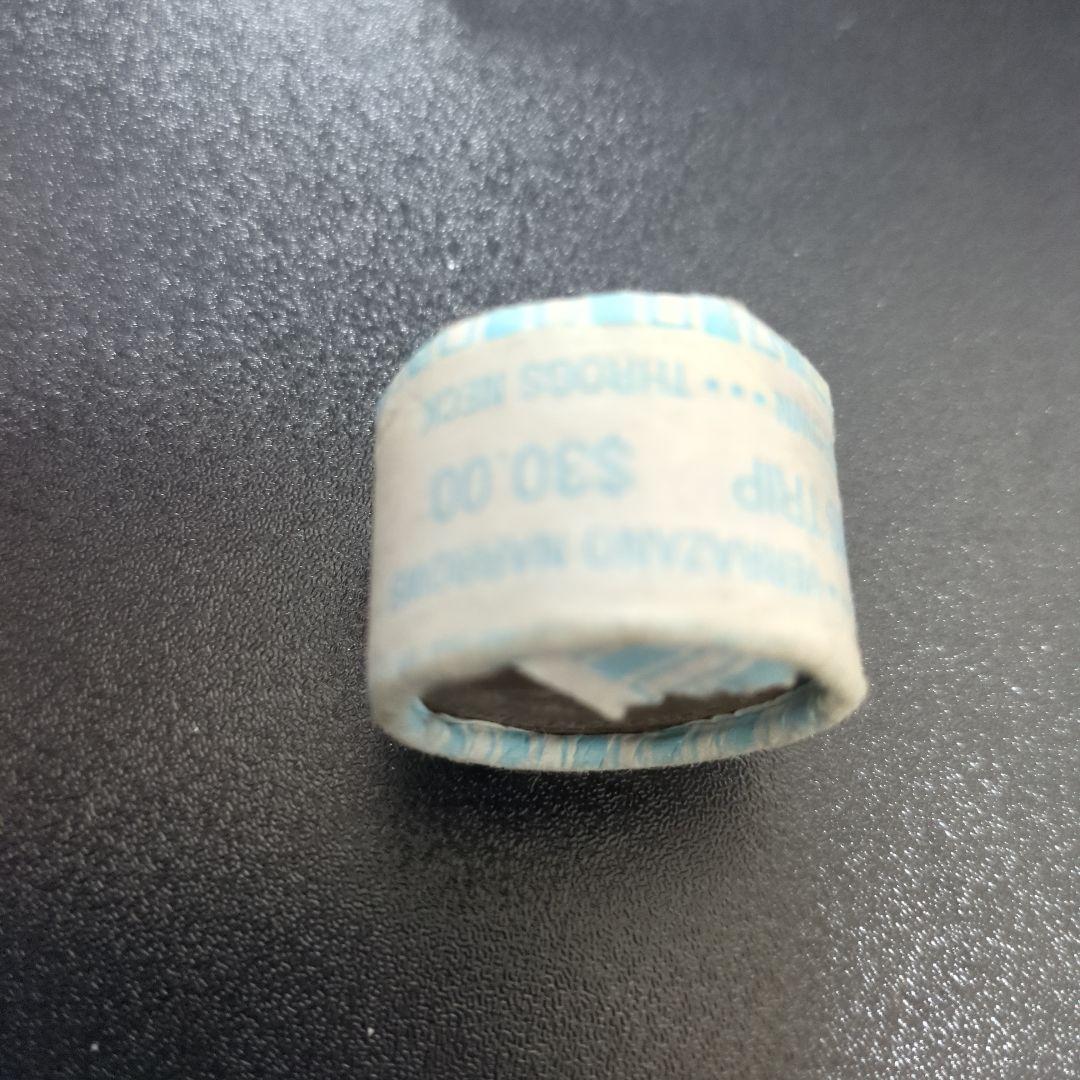 •• VERRAZANO NARROWS
TRIP $30.00
••• THROGS NECK